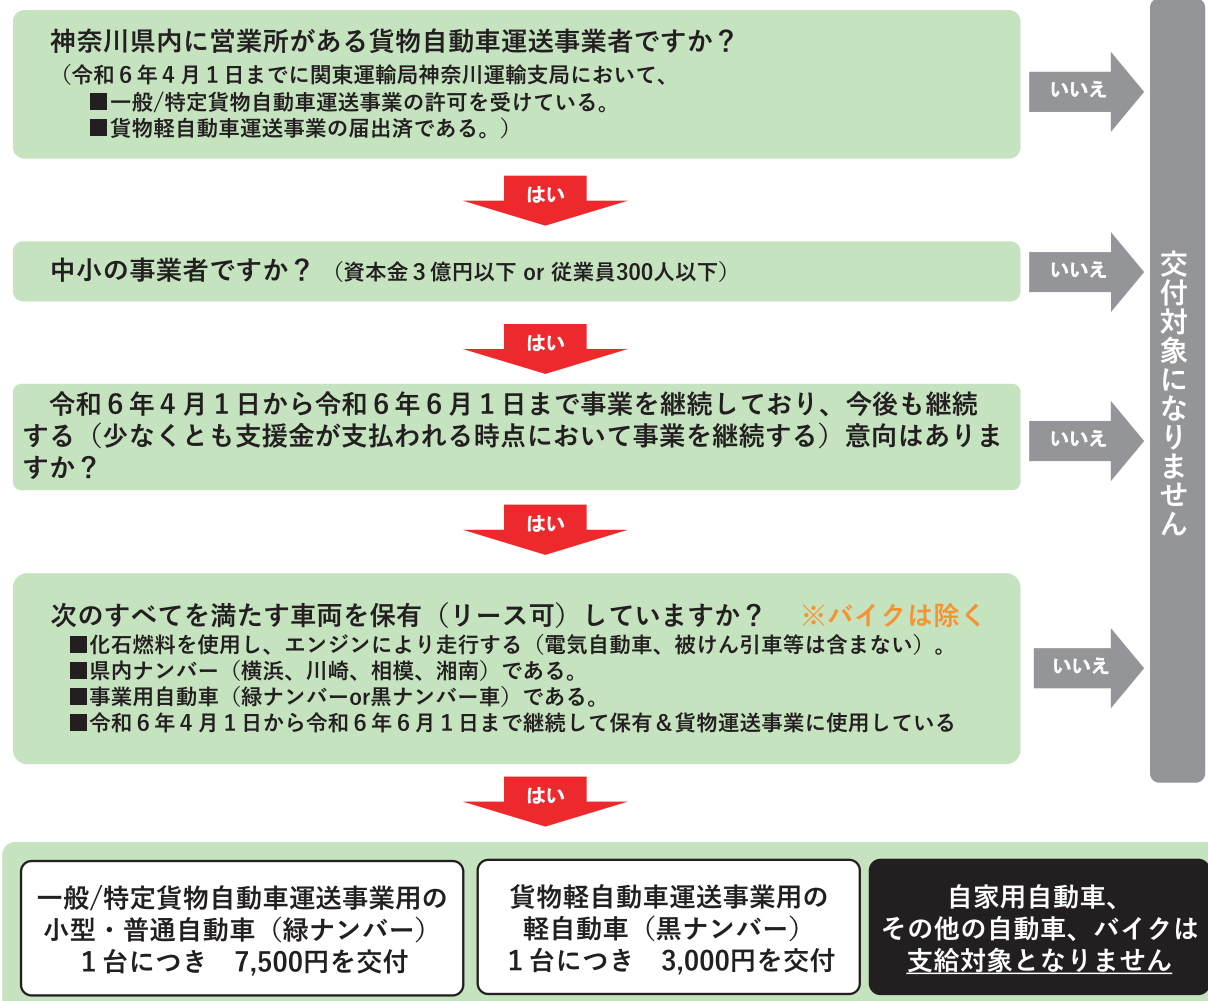 神奈川県内に営業所がある貨物自動車運送事業者ですか？
（令和６年４月１日までに関東運輸局神奈川運輸支局において、
■一般/特定貨物自動車運送事業の許可を受けている。
■貨物軽自動車運送事業の届出済である。）
いいえ
はい
中小の事業者ですか？（資本金３億円以下 or 従業員300人以下）
いいえ
はい
令和６年４月１日から令和６年６月１日まで事業を継続しており、今後も継続
する（少なくとも支援金が支払われる時点において事業を継続する）意向はありま
すか？
いいえ
はい
次のすべてを満たす車両を保有（リース可）していますか？　※バイクは除く
■化石燃料を使用し、エンジンにより走行する（電気自動車、被けん引車等は含まない）。
■県内ナンバー（横浜、川崎、相模、湘南）である。
■事業用自動車（緑ナンバーor黒ナンバー車）である。
■令和６年４月１日から令和６年６月１日まで継続して保有＆貨物運送事業に使用している
いいえ
はい
交付対象になりません
一般/特定貨物自動車運送事業用の
小型・普通自動車（緑ナンバー）
１台につき　7,500円を交付
貨物軽自動車運送事業用の
軽自動車（黒ナンバー）
１台につき　3,000円を交付
自家用自動車、
その他の自動車、バイクは
支給対象となりません